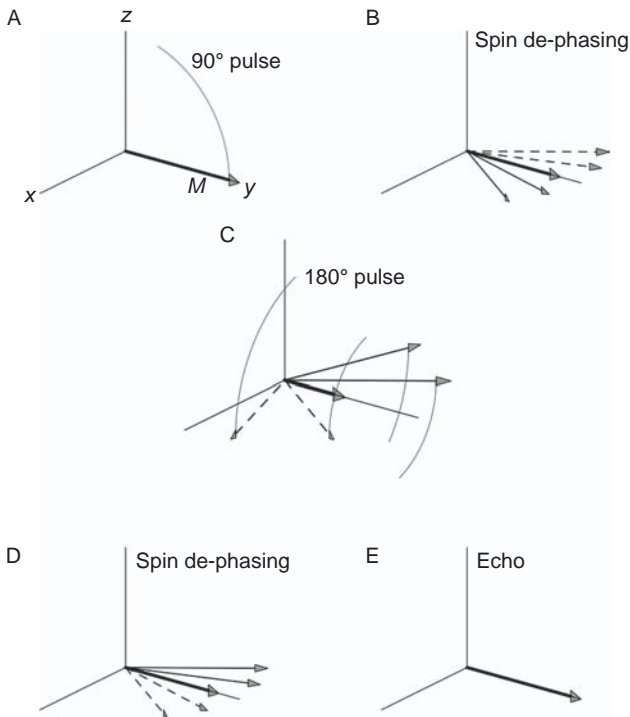 A
z
90° pulse
x
M
y
B
Spin de-phasing
C
180° pulse
D
Spin de-phasing
E
Echo